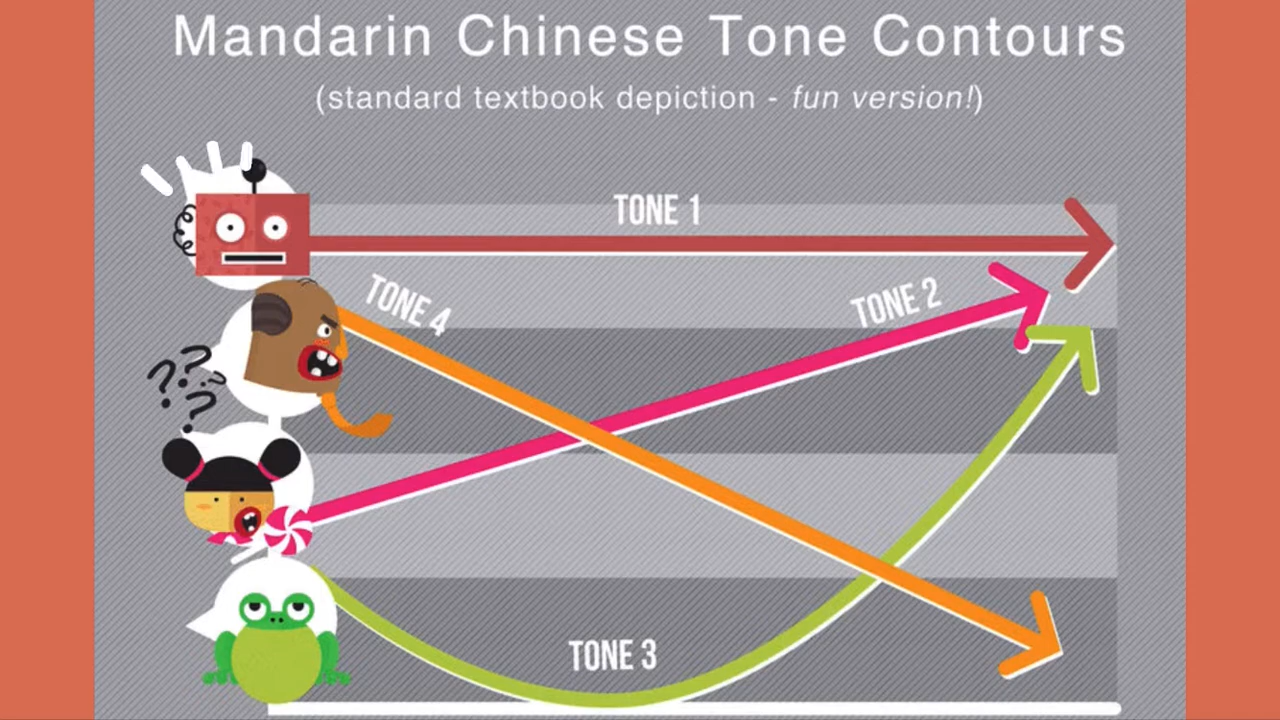 Mandarin Chinese Tone Contours
(standard textbook depiction - fun version!)
TONE 1
TONE 4
TONE 2
???
TONE 3